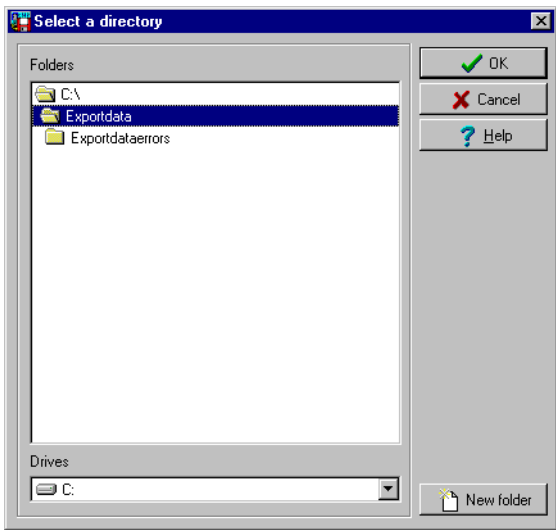 Select a directory
Folders
C:\
Exportdata
Exportdataerrors
Drives
C:
OK
Cancel
Help
New folder